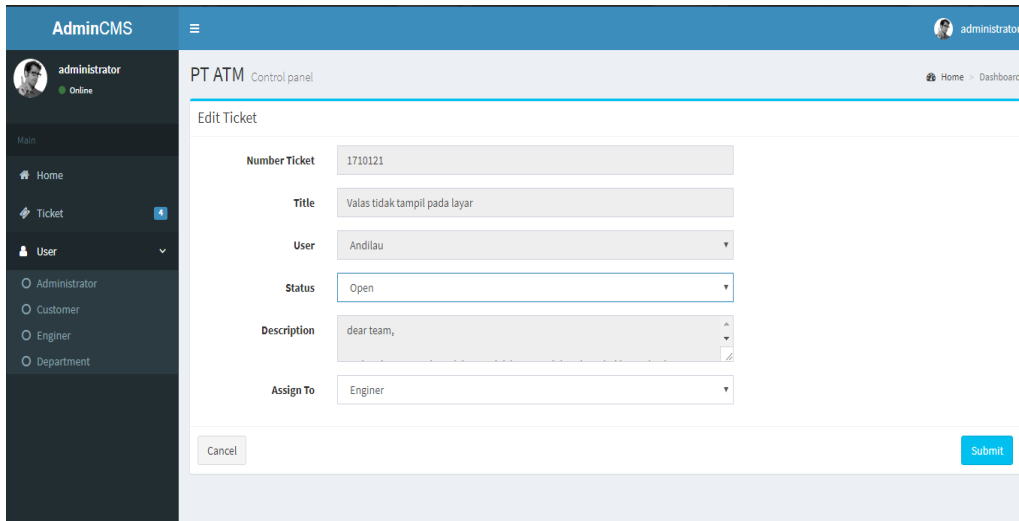 AdminCMS
administrator
administrator
Online
Main
Home
Ticket 4
User
Administrator
Customer
Enginer
Department
PT ATM Control panel
Home > Dashboard
Edit Ticket
Number Ticket 1710121
Title Valas tidak tampil pada layar
User Andilau
Status Open
Description dear team,
Assign To Enginer
Cancel Submit